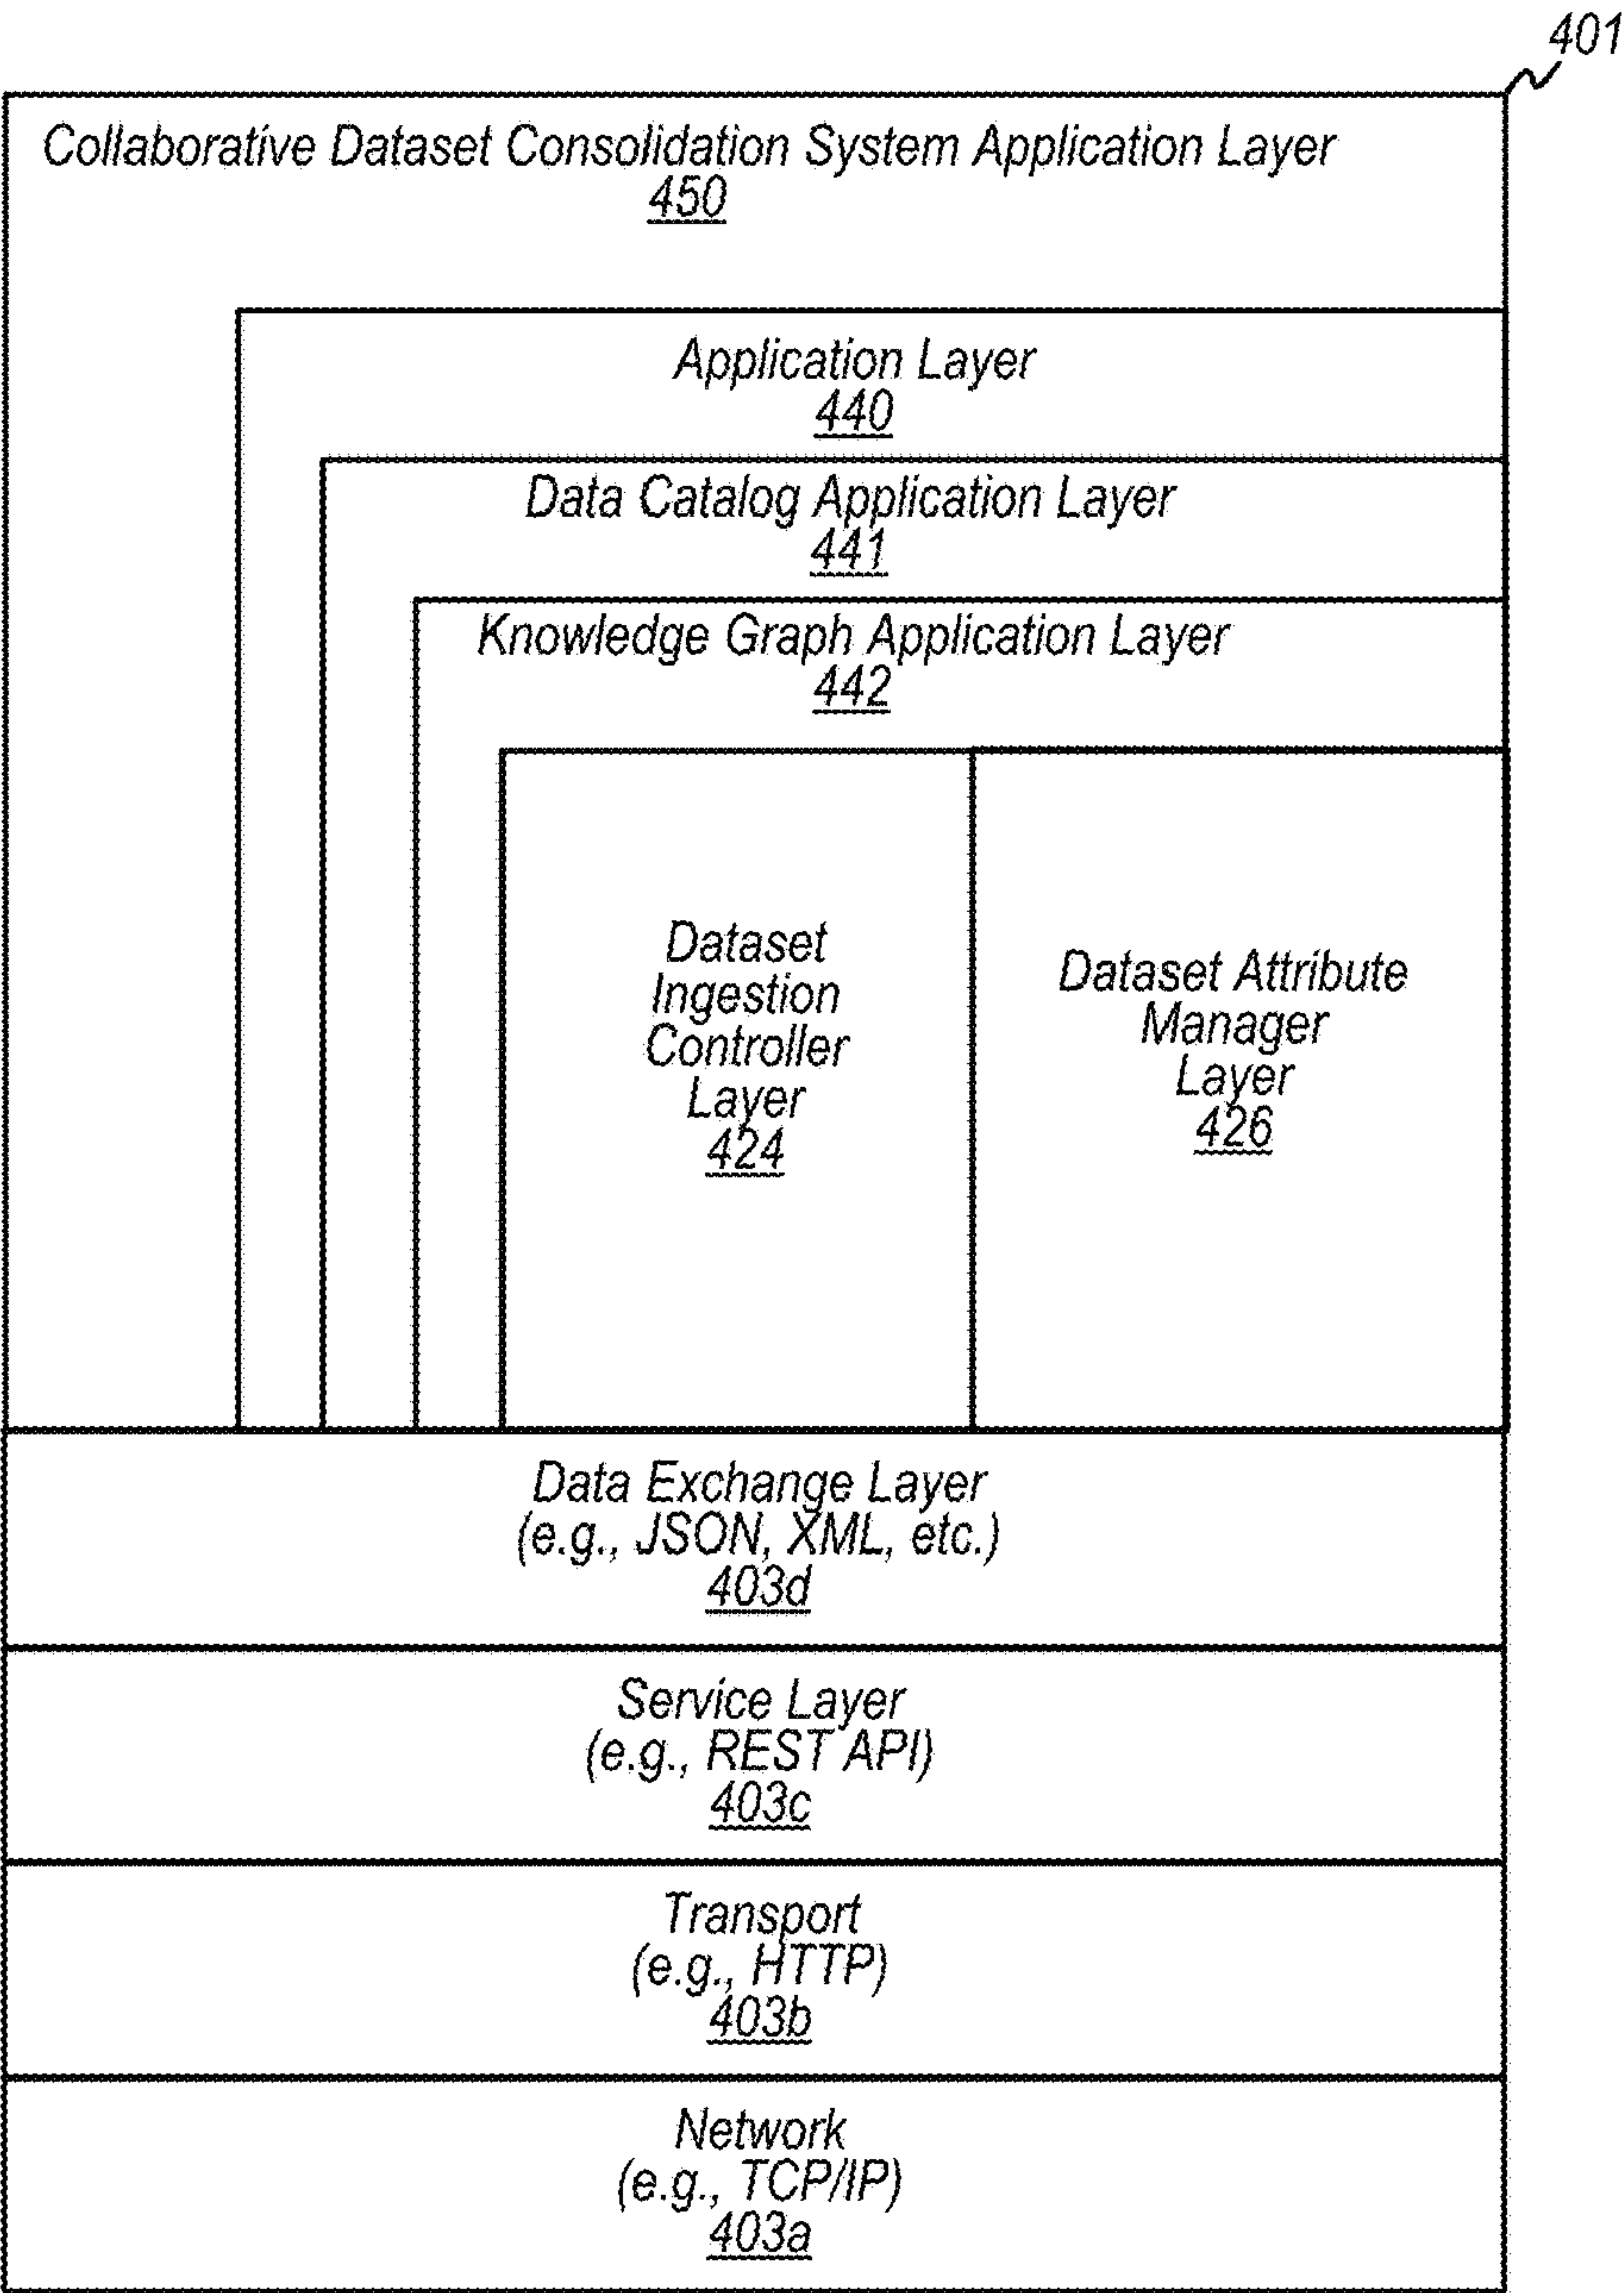 401
Collaborative Dataset Consolidation System Application Layer
450
Application Layer
440
Data Catalog Application Layer
441
Knowledge Graph Application Layer
442
Dataset
Ingestion
Controller
Layer
424
Dataset Attribute
Manager
Layer
426
Data Exchange Layer
(e.g., JSON, XML, etc.)
403d
Service Layer
(e.g., REST API)
403c
Transport
(e.g., HTTP)
403b
Network
(e.g., TCP/IP)
403a